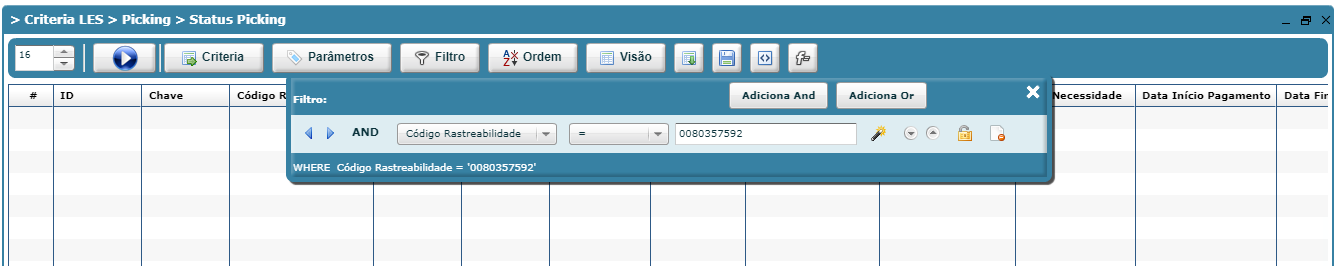 > Criteria LES > Picking > Status Picking
16 Criteria Parâmetros Filtro Ordem Visão
# ID Chave Código R Necessidade Data Início Pagamento Data Fir
Filtro: Adiciona And Adiciona Or
AND Código Rastreabilidade = 0080357592
WHERE Código Rastreabilidade = '0080357592'